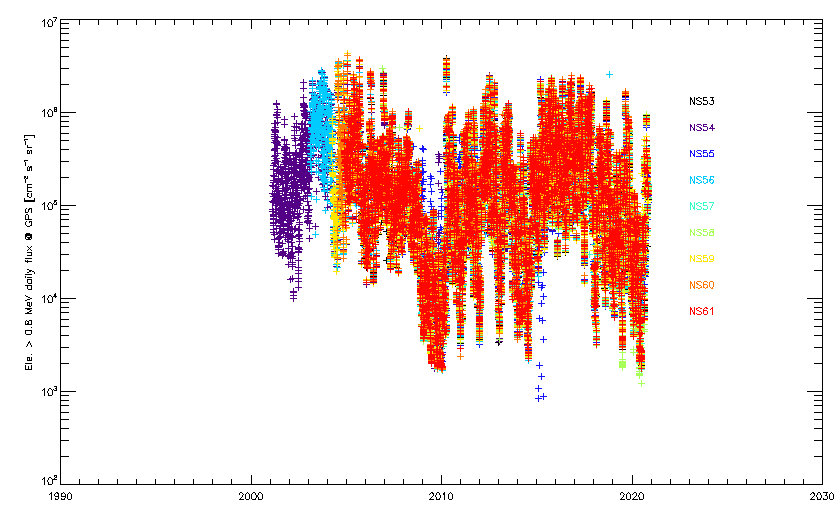 10⁷
10⁶
10⁵
10⁴
10³
10²
Ele. > 0.8 MeV daily flux @ GPS [cm⁻² s⁻¹ sr⁻¹]
1990 2000 2010 2020 2030
NS53
NS54
NS55
NS56
NS57
NS58
NS59
NS60
NS61